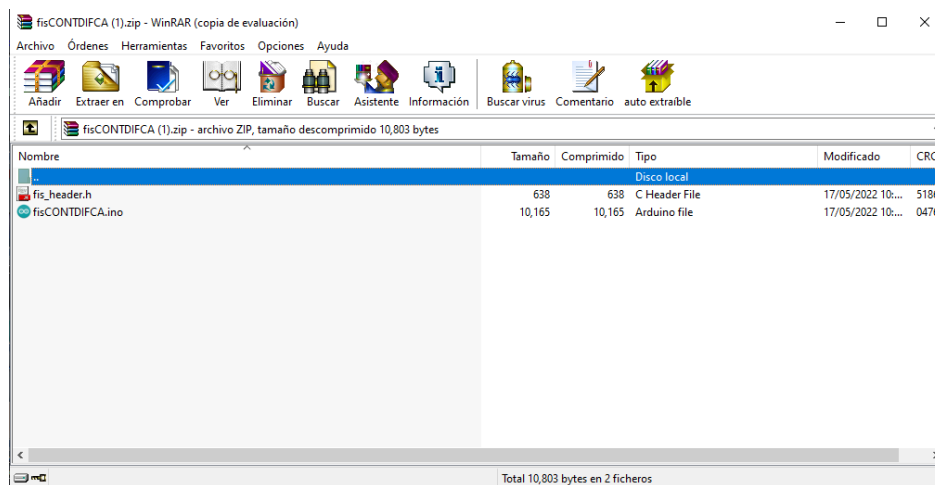 fisCONTDIFCA (1).zip - WinRAR (copia de evaluación)
Archivo Órdenes Herramientas Favoritos Opciones Ayuda
Añadir Extraer en Comprobar Ver Eliminar Buscar Asistente Información Buscar virus Comentario auto extraíble
fisCONTDIFCA (1).zip - archivo ZIP, tamaño descomprimido 10,803 bytes
Nombre Tamaño Comprimido Tipo Modificado CRC
.. Disco local
fis_header.h 638 638 C Header File 17/05/2022 10:... 518
fisCONTDIFCA.ino 10,165 10,165 Arduino file 17/05/2022 10:... 047
Total 10,803 bytes en 2 ficheros